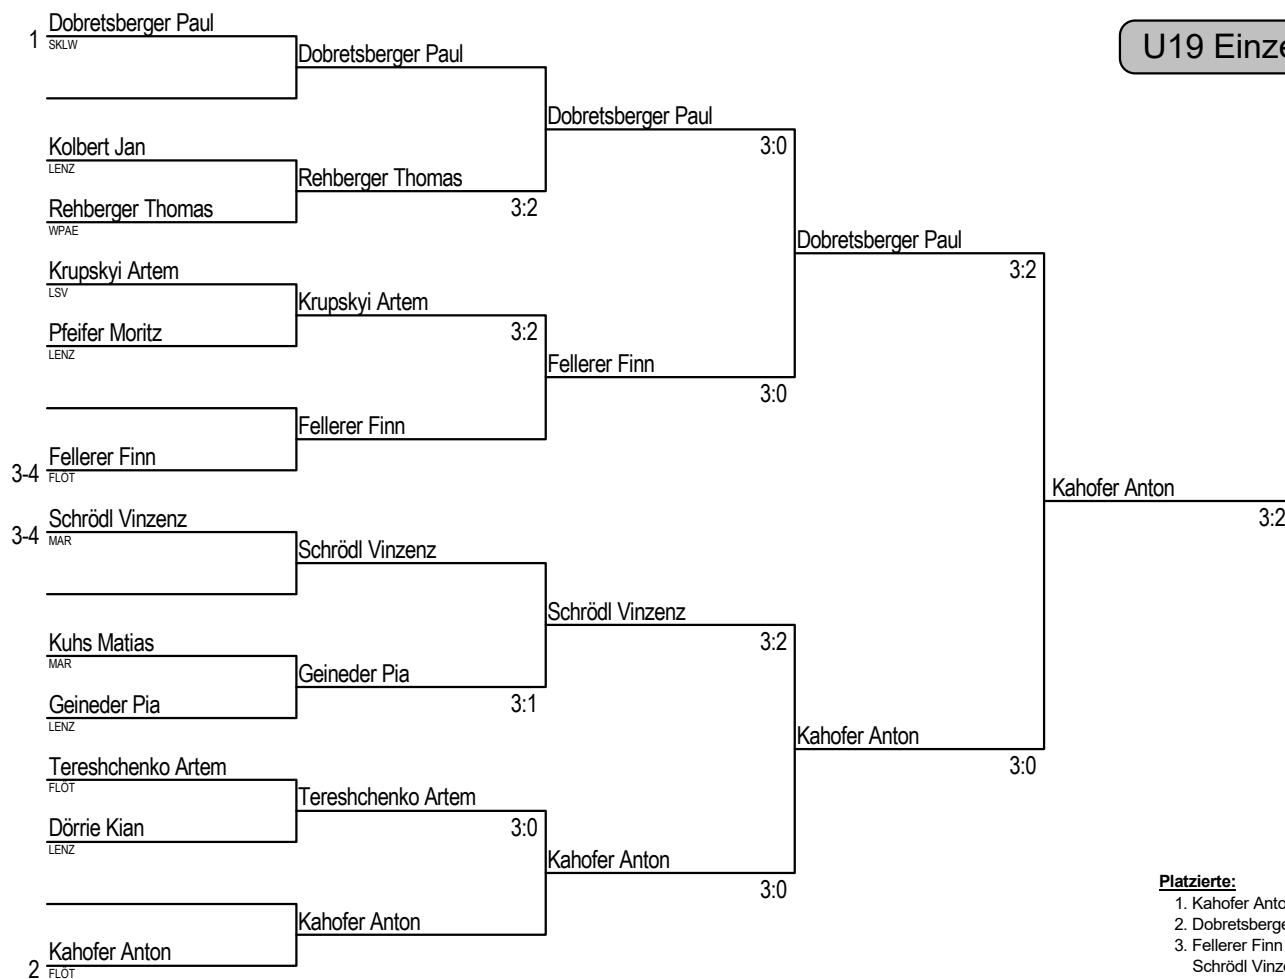 U19 Einze
1 Dobretsberger Paul
SKLW
Kolbert Jan
LENZ
Rehberger Thomas
WPAE
Krupskyi Artem
LSV
Pfeifer Moritz
LENZ
3-4 Fellerer Finn
FLÖT
3-4 Schrödl Vinzenz
MAR
Kuhs Matias
MAR
Geineder Pia
LENZ
Tereshchenko Artem
FLÖT
Dörrie Kian
LENZ
2 Kahofer Anton
FLÖT
Dobretsberger Paul
Rehberger Thomas
3:2
Krupskyi Artem
3:2
Fellerer Finn
Schrödl Vinzenz
Geineder Pia
3:1
Tereshchenko Artem
3:0
Kahofer Anton
Dobretsberger Paul
3:0
Fellerer Finn
3:0
Schrödl Vinzenz
3:2
Kahofer Anton
3:0
Dobretsberger Paul
3:2
Kahofer Anton
3:0
Kahofer Anton
3:2
Platzierte:
1. Kahofer Anto
2. Dobretsberge
3. Fellerer Finn
Schrödl Vinze